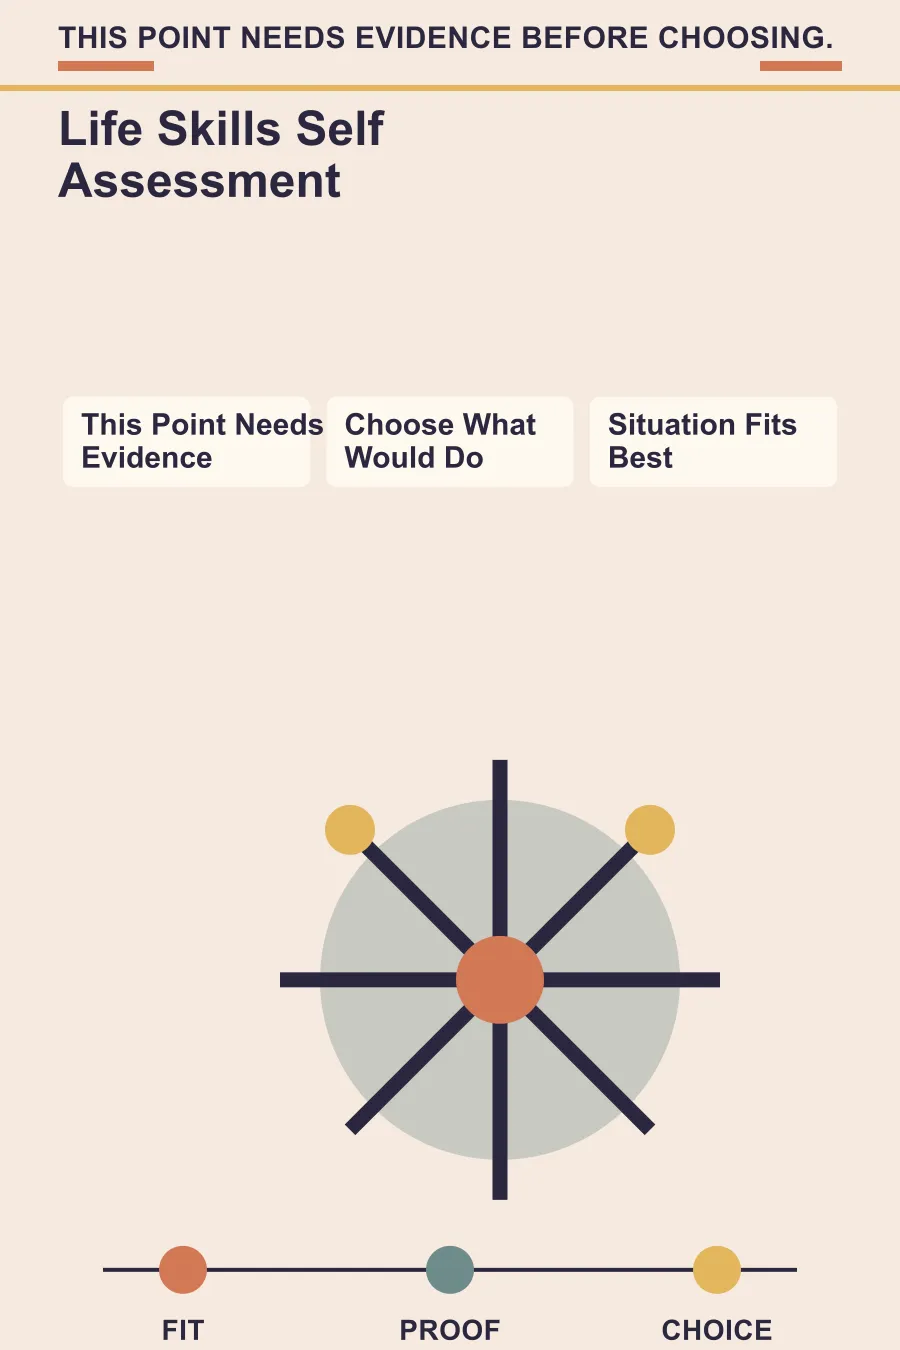 THIS POINT NEEDS EVIDENCE BEFORE CHOOSING.
Life Skills Self
Assessment
This Point Needs
Evidence
Choose What
Would Do
Situation Fits
Best
FIT
PROOF
CHOICE